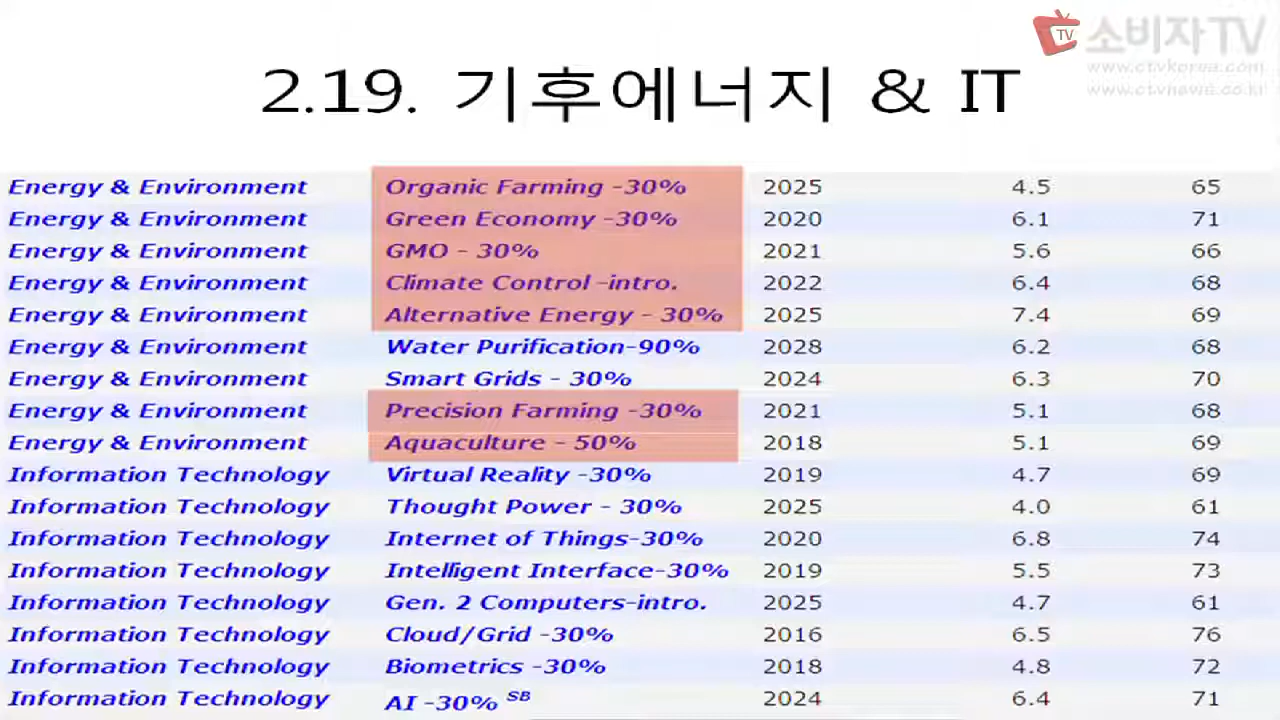 TV 소비자TV
www.ctvkorea.com
2.19. 기후에너지 & IT
Energy & Environment Organic Farming -30% 2025 4.5 65
Energy & Environment Green Economy -30% 2020 6.1 71
Energy & Environment GMO - 30% 2021 5.6 66
Energy & Environment Climate Control -intro. 2022 6.4 68
Energy & Environment Alternative Energy - 30% 2025 7.4 69
Energy & Environment Water Purification-90% 2028 6.2 68
Energy & Environment Smart Grids - 30% 2024 6.3 70
Energy & Environment Precision Farming -30% 2021 5.1 68
Energy & Environment Aquaculture - 50% 2018 5.1 69
Information Technology Virtual Reality -30% 2019 4.7 69
Information Technology Thought Power - 30% 2025 4.0 61
Information Technology Internet of Things-30% 2020 6.8 74
Information Technology Intelligent Interface-30% 2019 5.5 73
Information Technology Gen. 2 Computers-intro. 2025 4.7 61
Information Technology Cloud/Grid -30% 2016 6.5 76
Information Technology Biometrics -30% 2018 4.8 72
Information Technology AI -30% SB 2024 6.4 71